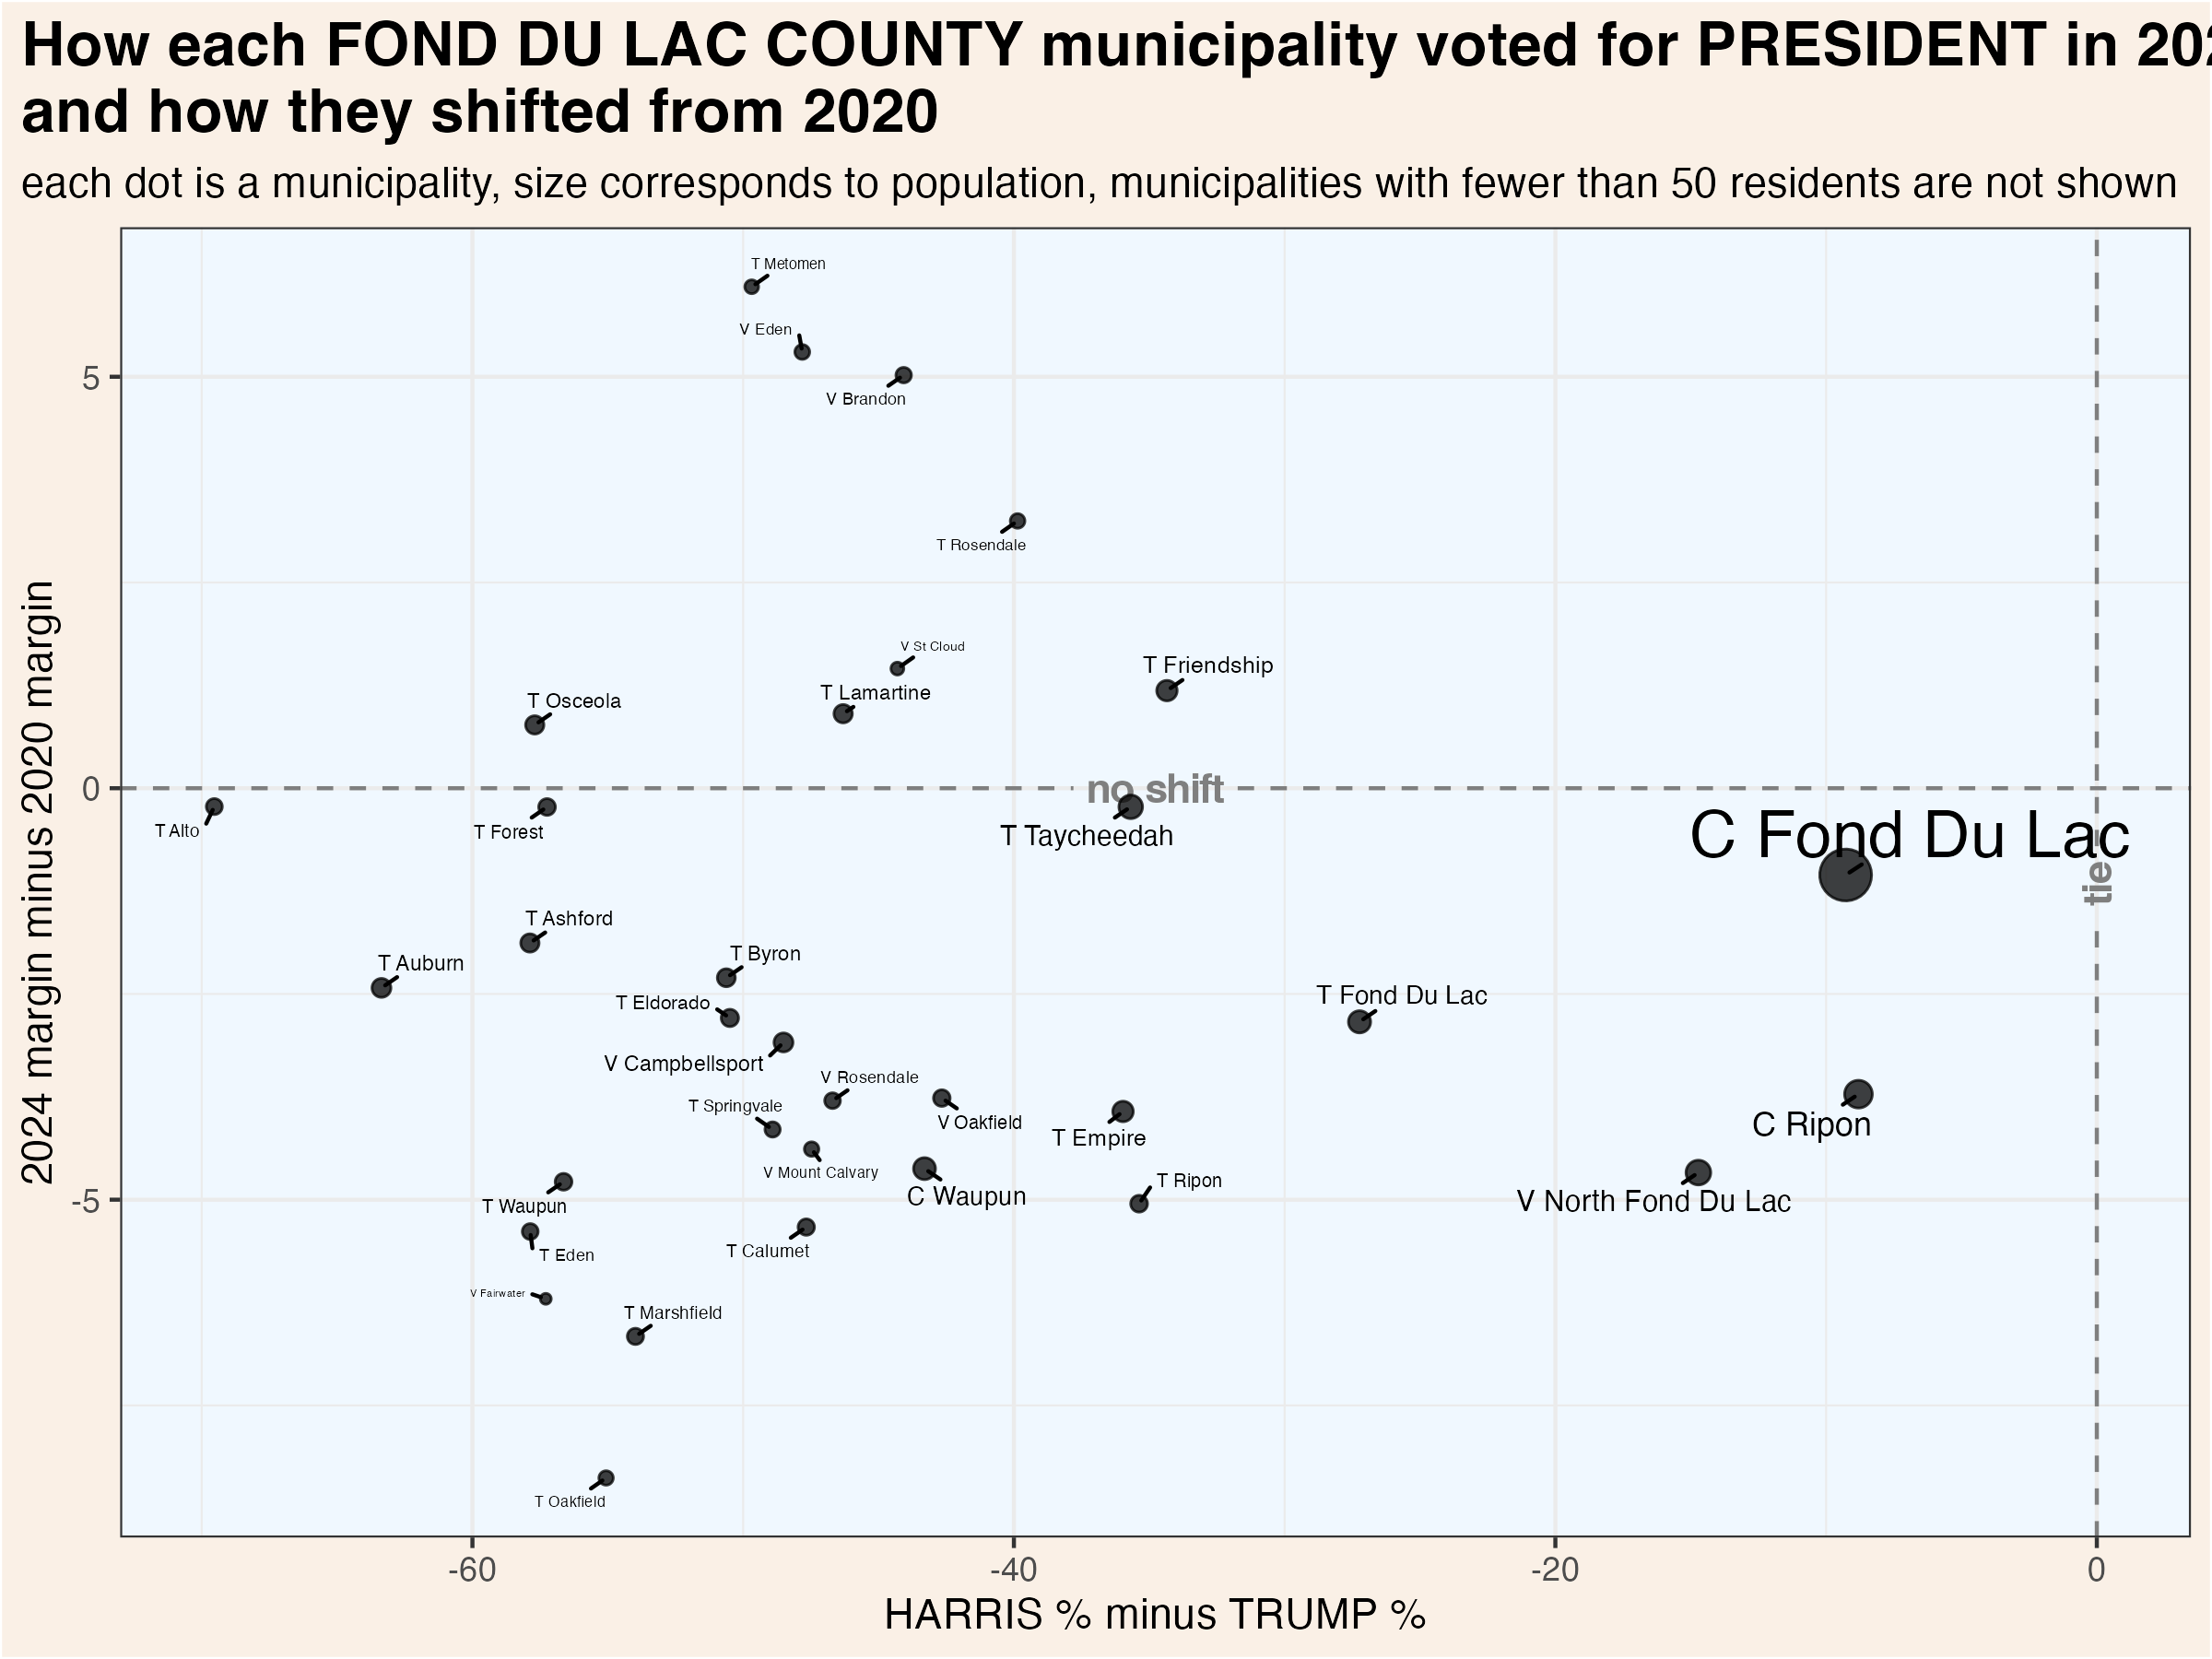 How each FOND DU LAC COUNTY municipality voted for PRESIDENT in 202
and how they shifted from 2020
each dot is a municipality, size corresponds to population, municipalities with fewer than 50 residents are not shown
T Metomen
V Eden
5
V Brandon
T Rosendale
V St Cloud
T Friendship
T Lamartine
T Osceola
0
no shift
T Alto
T Forest
T Taycheedah
C Fond Du Lac
tie
T Ashford
T Byron
T Auburn
T Fond Du Lac
T Eldorado
V Campbellsport
V Rosendale
T Springvale
V Oakfield
C Ripon
T Empire
V Mount Calvary
T Ripon
C Waupun
-5
V North Fond Du Lac
T Waupun
T Calumet
T Eden
V Fairwater
T Marshfield
T Oakfield
2024 margin minus 2020 margin
-60
-40
-20
0
HARRIS % minus TRUMP %